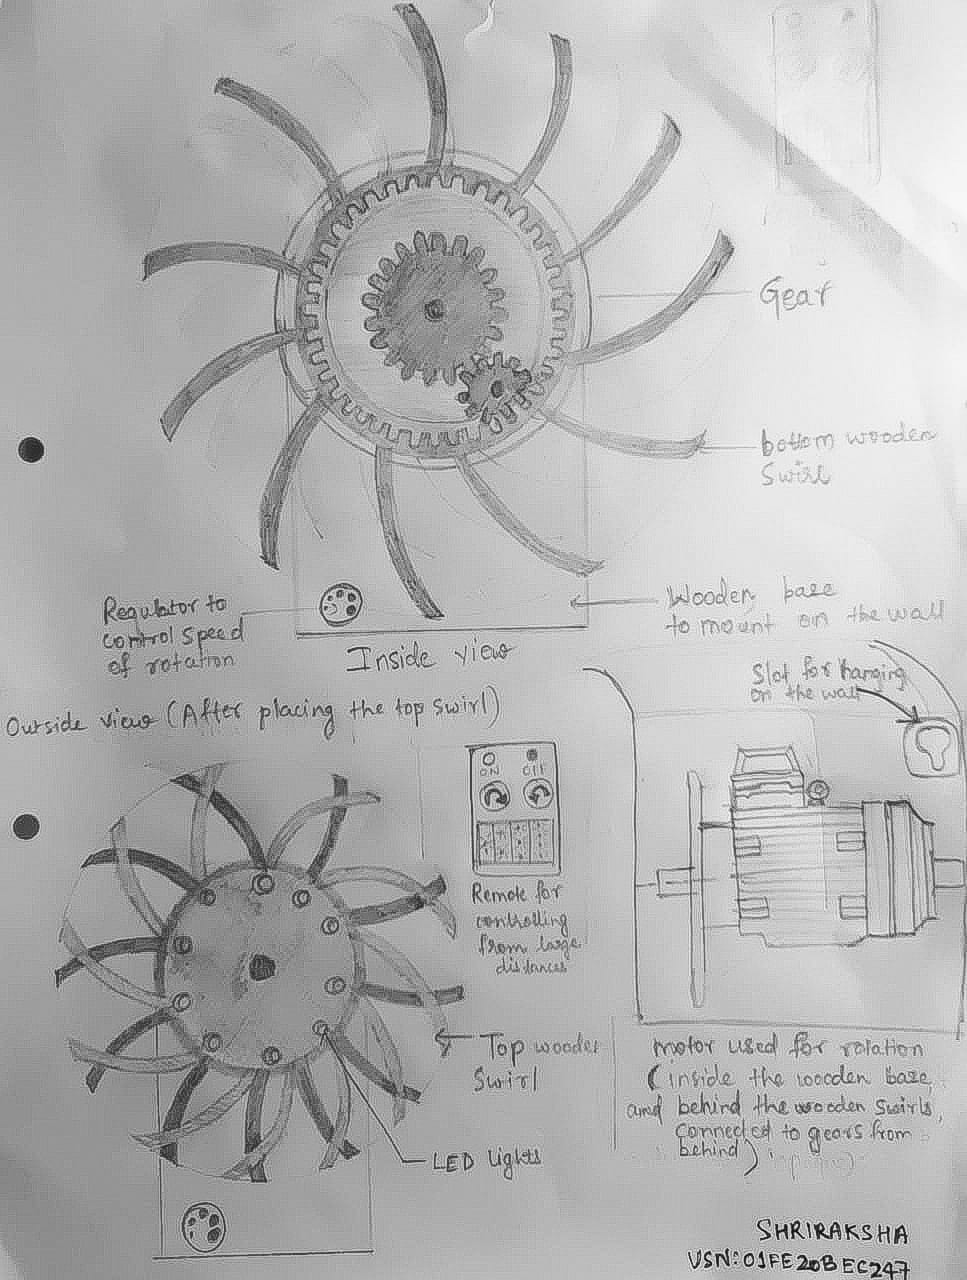 Gear
bottom wooden
Swirl
Regulator to
control speed
of rotation
Wooden base
to mount on the wall
Inside view
Slot for hanging
on the wall
Outside view (After placing the top swirl)
ON OFF
Remote for
controlling
from large
distances
Top wooden
Swirl
LED lights
motor used for rotation
(inside the wooden base,
and behind the wooden swirls,
connected to gears from
behind)
SHRIRAKSHA
USN:01FE20BEC247